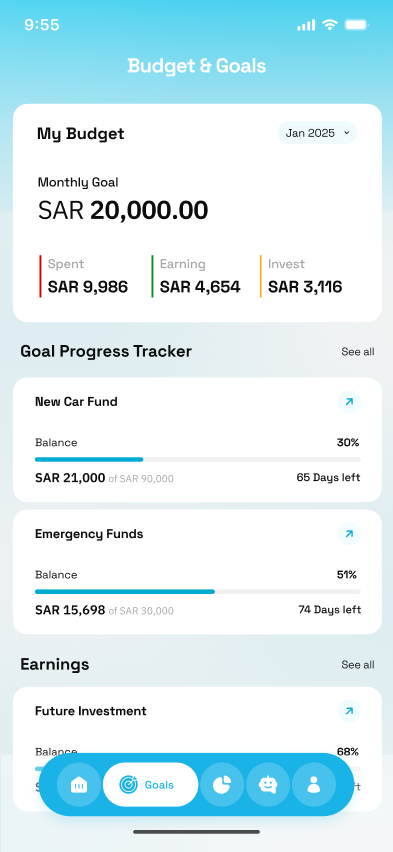 9:55
Budget & Goals
My Budget
Jan 2025
Monthly Goal
SAR 20,000.00
Spent Earning Invest
SAR 9,986 SAR 4,654 SAR 3,116
Goal Progress Tracker See all
New Car Fund
Balance 30%
SAR 21,000 of SAR 90,000 65 Days left
Emergency Funds
Balance 51%
SAR 15,698 of SAR 30,000 74 Days left
Earnings See all
Future Investment
Balance 68%
Goals